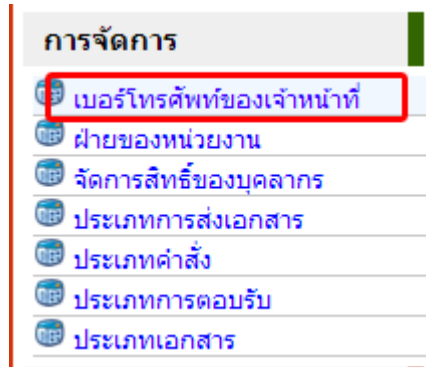 การจัดการ
เบอร์โทรศัพท์ของเจ้าหน้าที่
ฝ่ายของหน่วยงาน
จัดการสิทธิ์ของบุคลากร
ประเภทการส่งเอกสาร
ประเภทคำสั่ง
ประเภทการตอบรับ
ประเภทเอกสาร